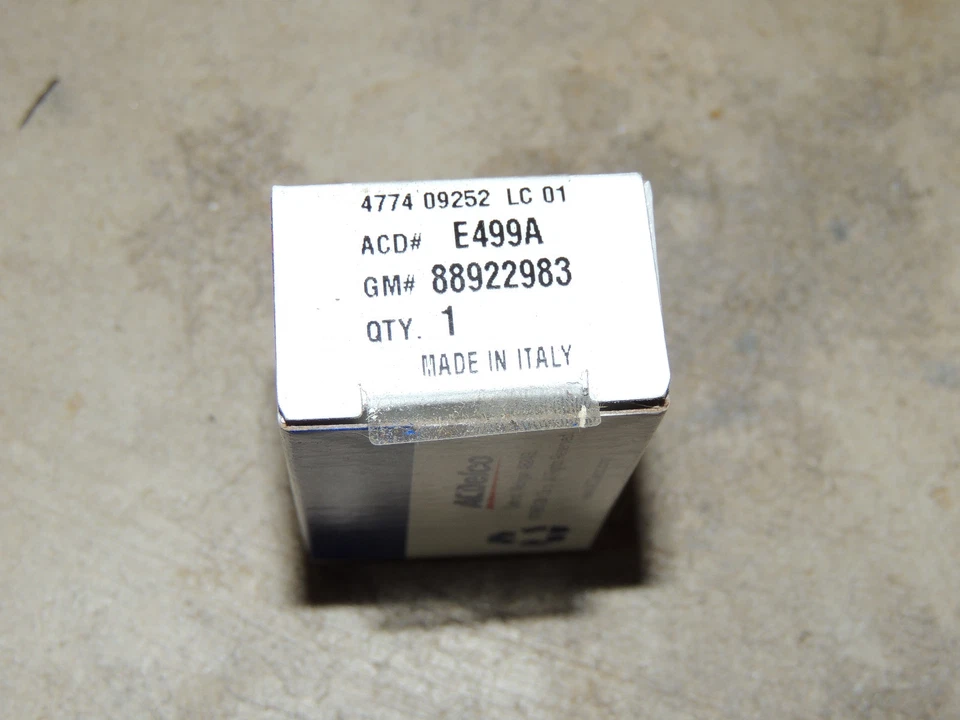 4774 09252 LC 01
ACD# E499A
GM# 88922983
QTY. 1
MADE IN ITALY
ACDelco